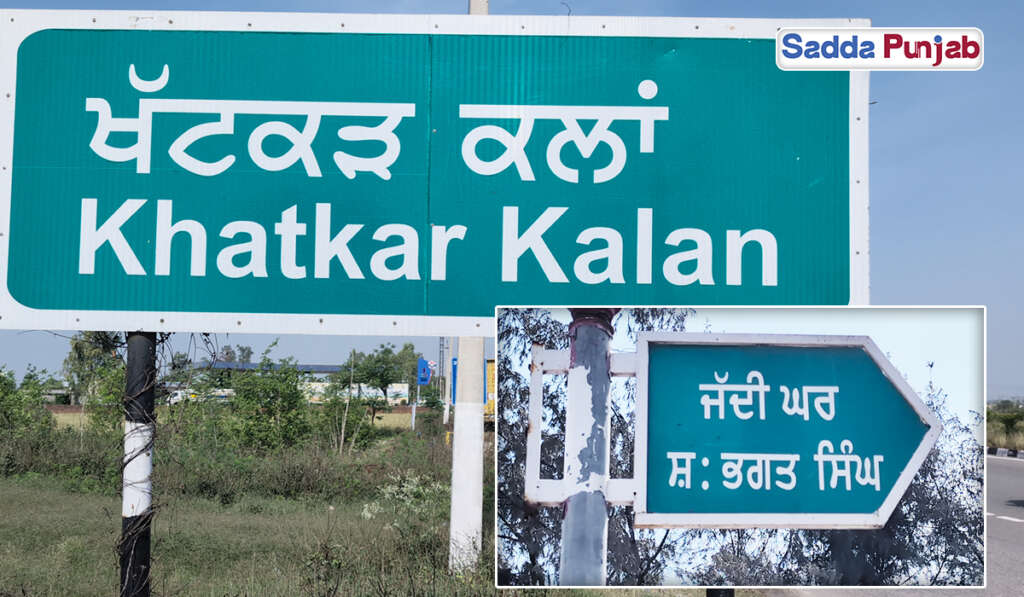 Sadda Punjab
ਖੱਟਕੜ ਕਲਾਂ
Khatkar Kalan
ਜੱਦੀ ਘਰ
ਸ਼: ਭਗਤ ਸਿੰਘ